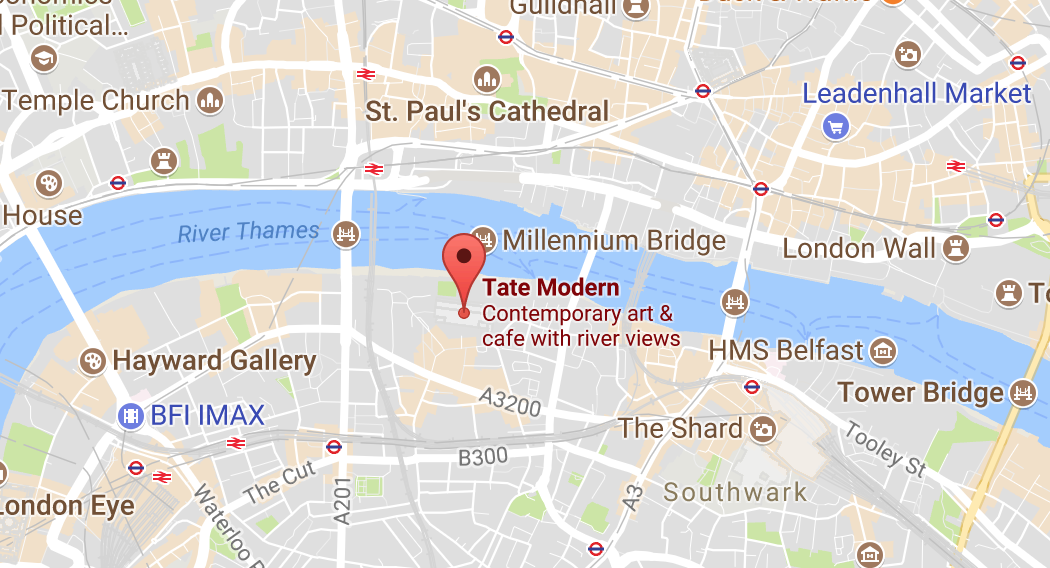 Guildhall
l Political...
Temple Church
St. Paul's Cathedral
Leadenhall Market
House
River Thames
Millennium Bridge
London Wall
Tate Modern
Contemporary art &
cafe with river views
Hayward Gallery
HMS Belfast
Tower Bridge
BFI IMAX
A3200
The Shard
Tooley St
B300
The Cut
A201
A3
Southwark
London Eye
Waterloo R